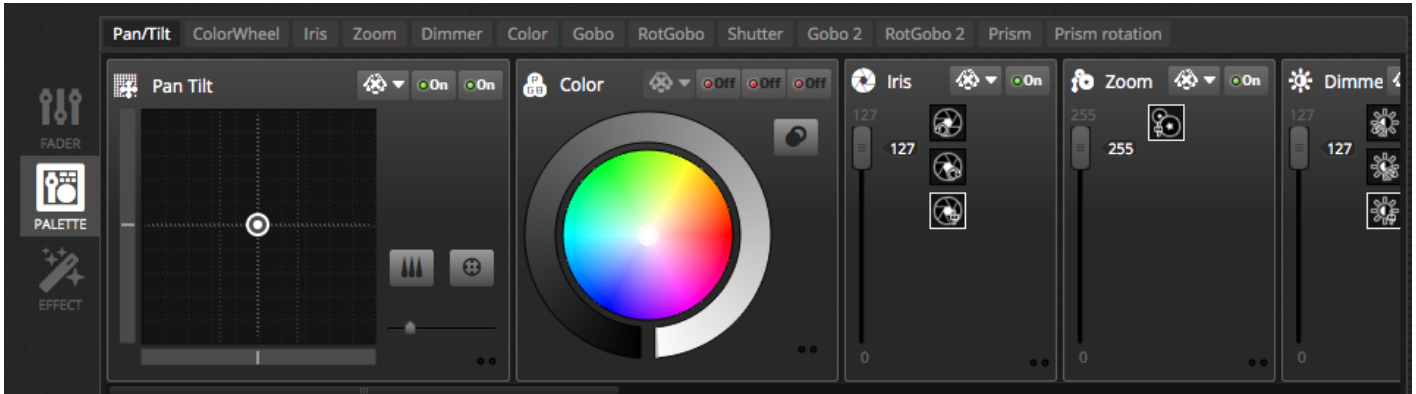 Pan/Tilt ColorWheel Iris Zoom Dimmer Color Gobo RotGobo Shutter Gobo 2 RotGobo 2 Prism Prism rotation
FADER
PALETTE
EFFECT
Pan Tilt On On
R G B Color Off Off Off
Iris On
127
127
0
Zoom On
255
255
0
Dimme
127
127
0